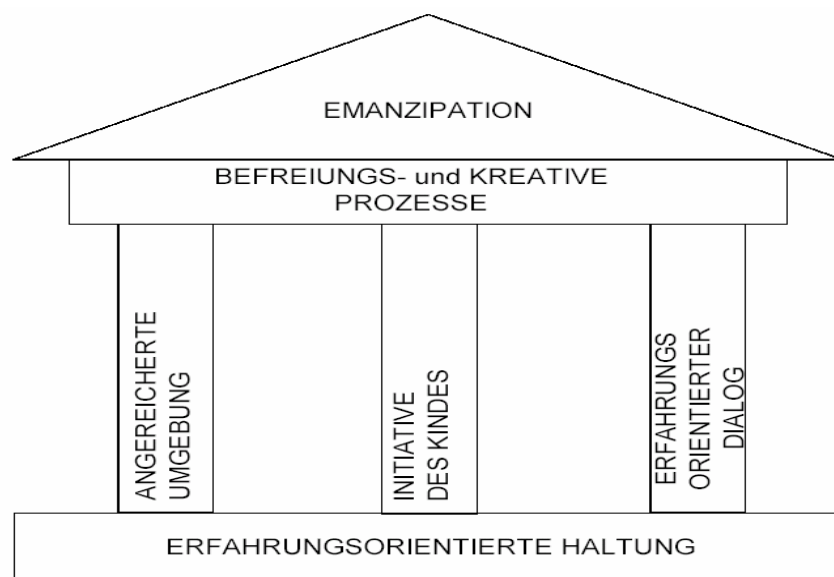 EMANZIPATION
BEFREIUNGS- und KREATIVE
PROZESSE
ANGEREICHERTE
UMGEBUNG
INITIATIVE
DES KINDES
ERFAHRUNGS
ORIENTIERTER
DIALOG
ERFAHRUNGSORIENTIERTE HALTUNG